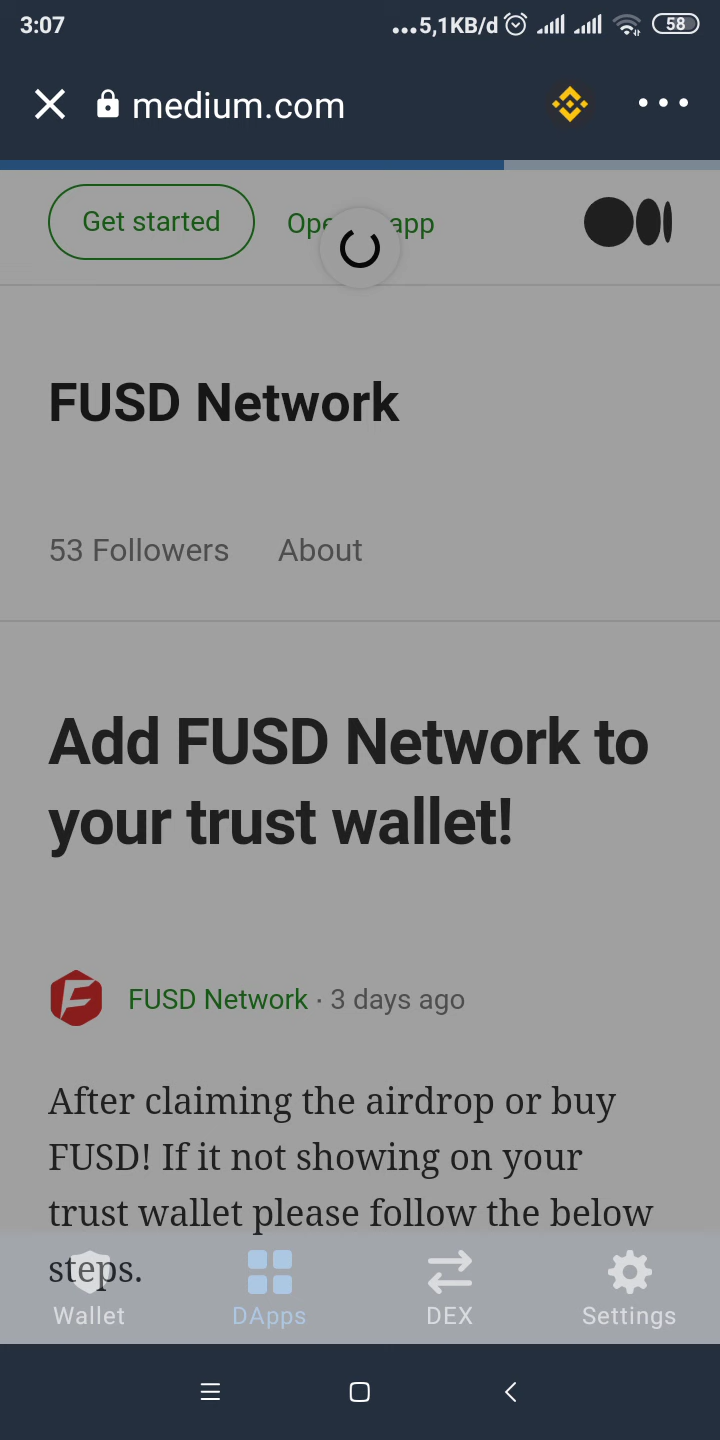 3:07
...5,1KB/d
58
medium.com
Get started
app
FUSD Network
53 Followers About
Add FUSD Network to
your trust wallet!
FUSD Network · 3 days ago
After claiming the airdrop or buy
FUSD! If it not showing on your
trust wallet please follow the below
steps.
Wallet DApps DEX Settings